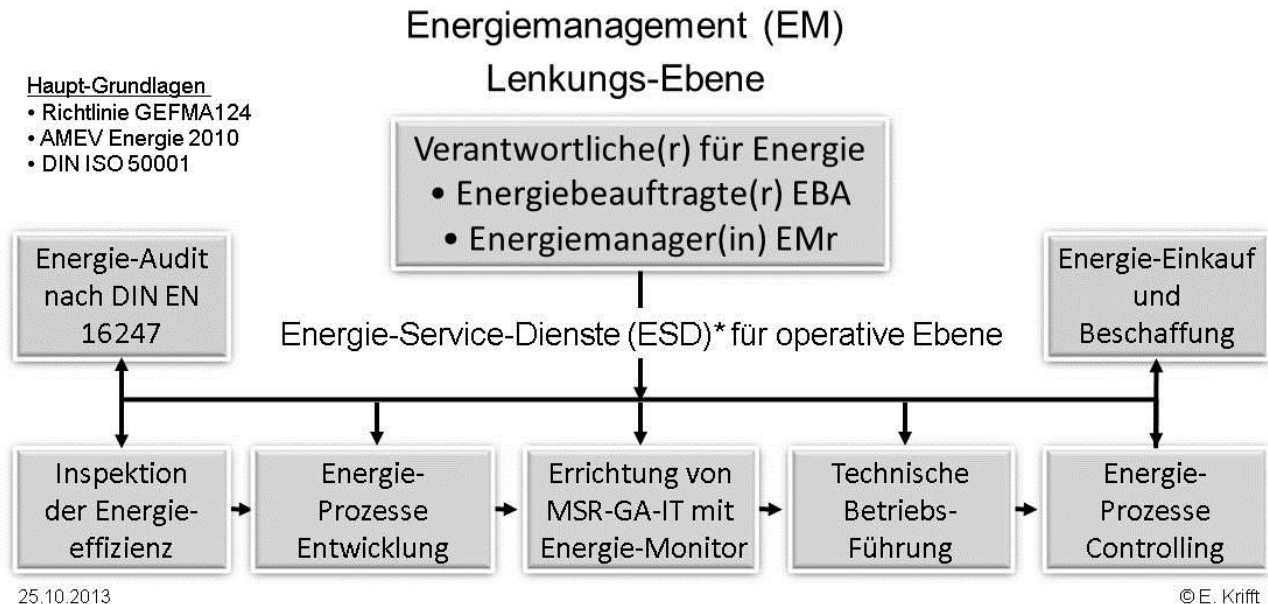 Energiemanagement (EM)
Lenkungs-Ebene
Haupt-Grundlagen
• Richtlinie GEFMA124
• AMEV Energie 2010
• DIN ISO 50001
Verantwortliche(r) für Energie
• Energiebeauftragte(r) EBA
• Energiemanager(in) EMr
Energie-Audit
nach DIN EN
16247
Energie-Einkauf
und
Beschaffung
Energie-Service-Dienste (ESD)* für operative Ebene
Inspektion
der Energie-
effizienz
Energie-
Prozesse
Entwicklung
Errichtung von
MSR-GA-IT mit
Energie-Monitor
Technische
Betriebs-
Führung
Energie-
Prozesse
Controlling
25.10.2013
© E. Krifft